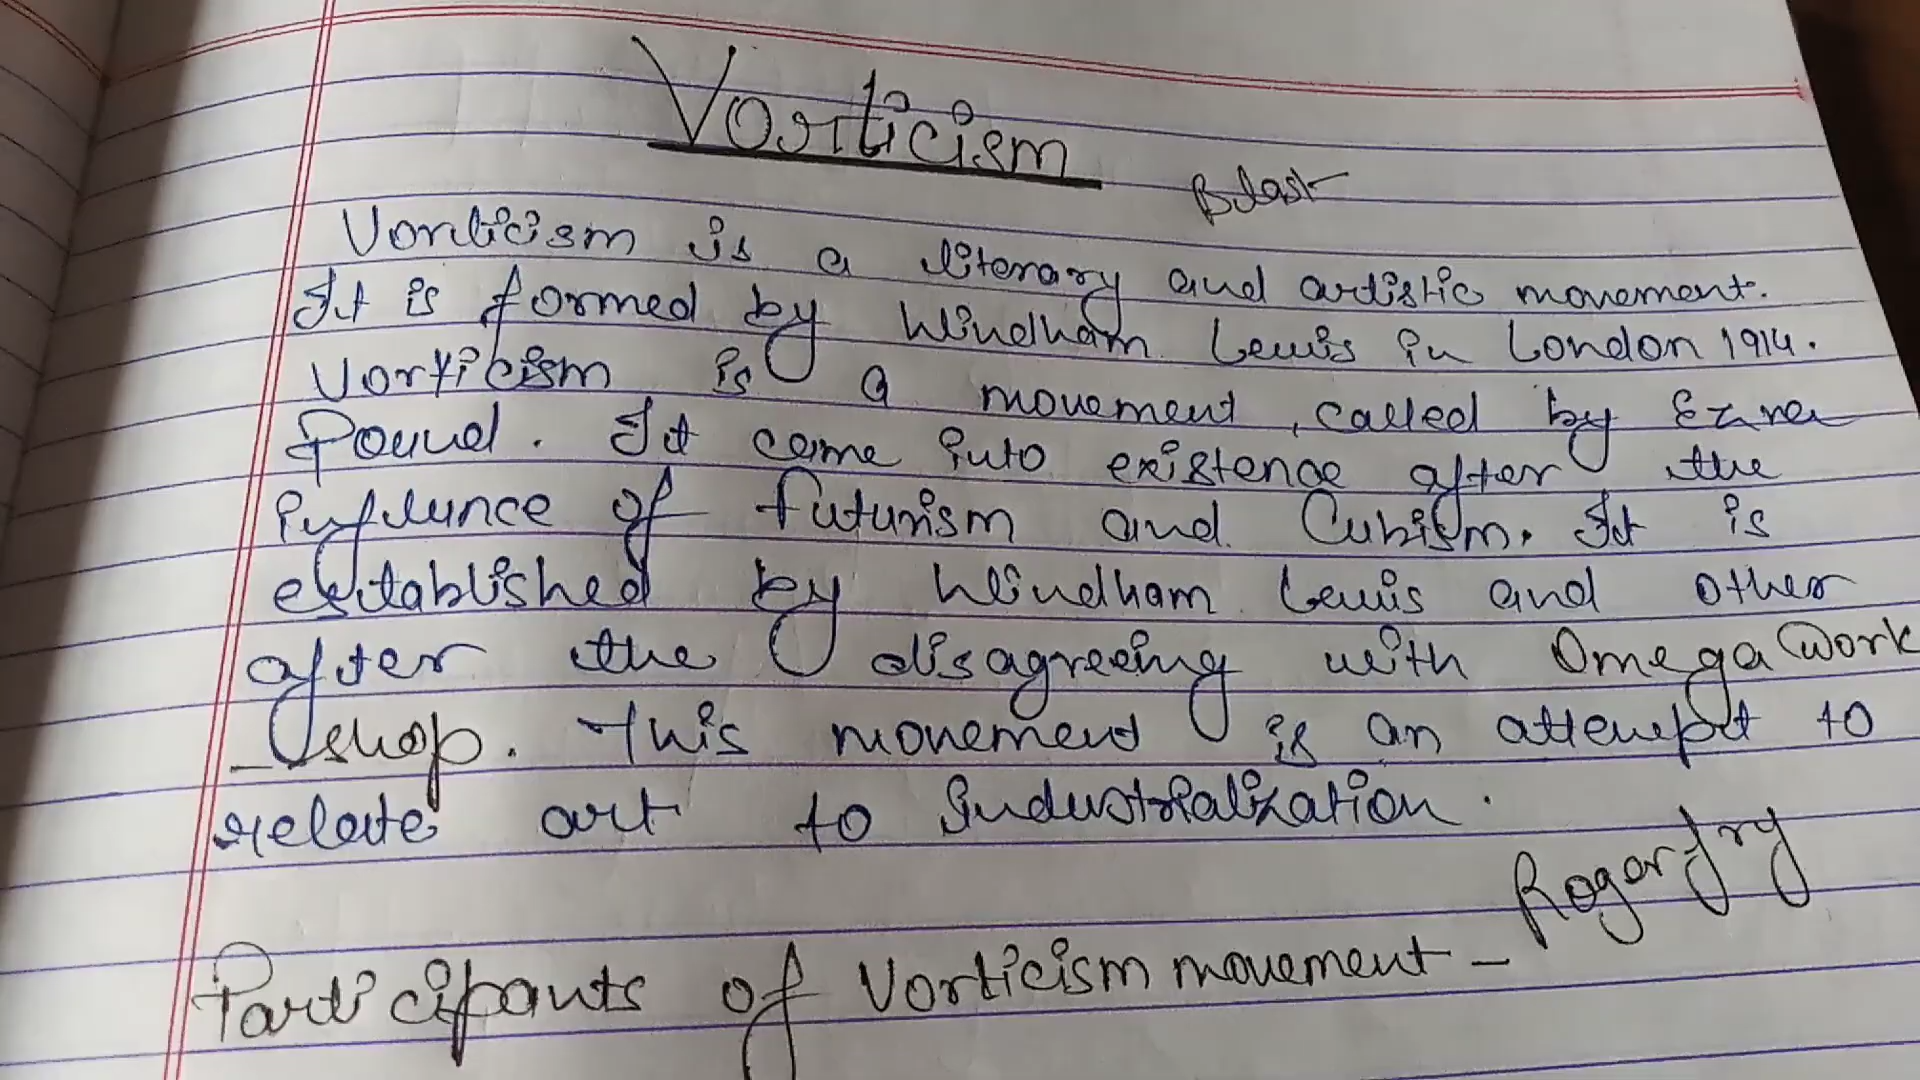 Vorticism
Blast
Vorticism is a literary and artistic movement.
It is formed by Windham Lewis in London 1914.
Vorticism is a movement, called by Ezra
Pound. It came into existence after the
influnce of futurism and Cubism. It is
established by Windham Lewis and other
after the disagreeing with Omega Work
shop. This movement is an attempt to
relate art to Industrialization.
Roger fry
Participants of Vorticism movement -